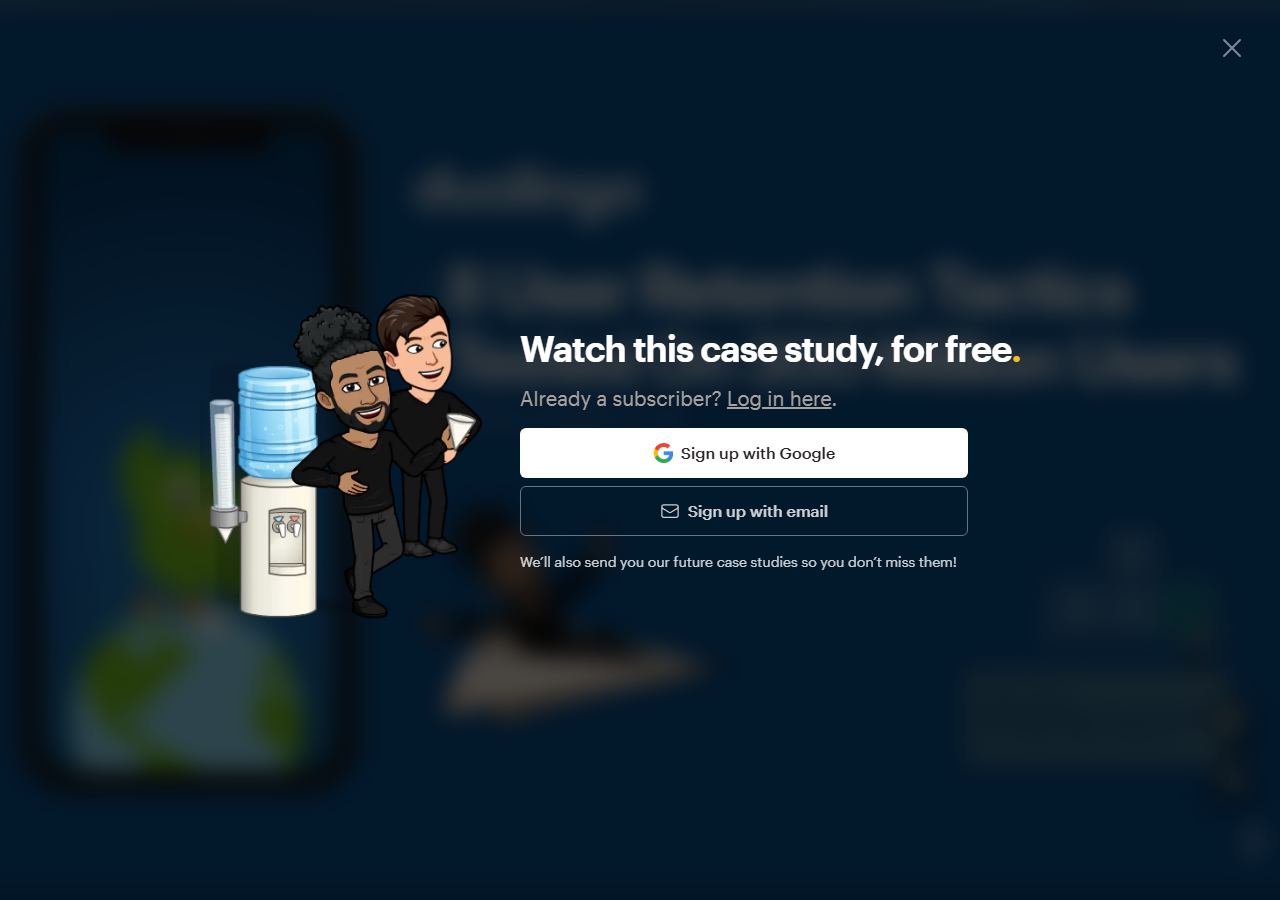 Watch this case study, for free.
Already a subscriber? Log in here.
Sign up with Google
Sign up with email
We’ll also send you our future case studies so you don’t miss them!